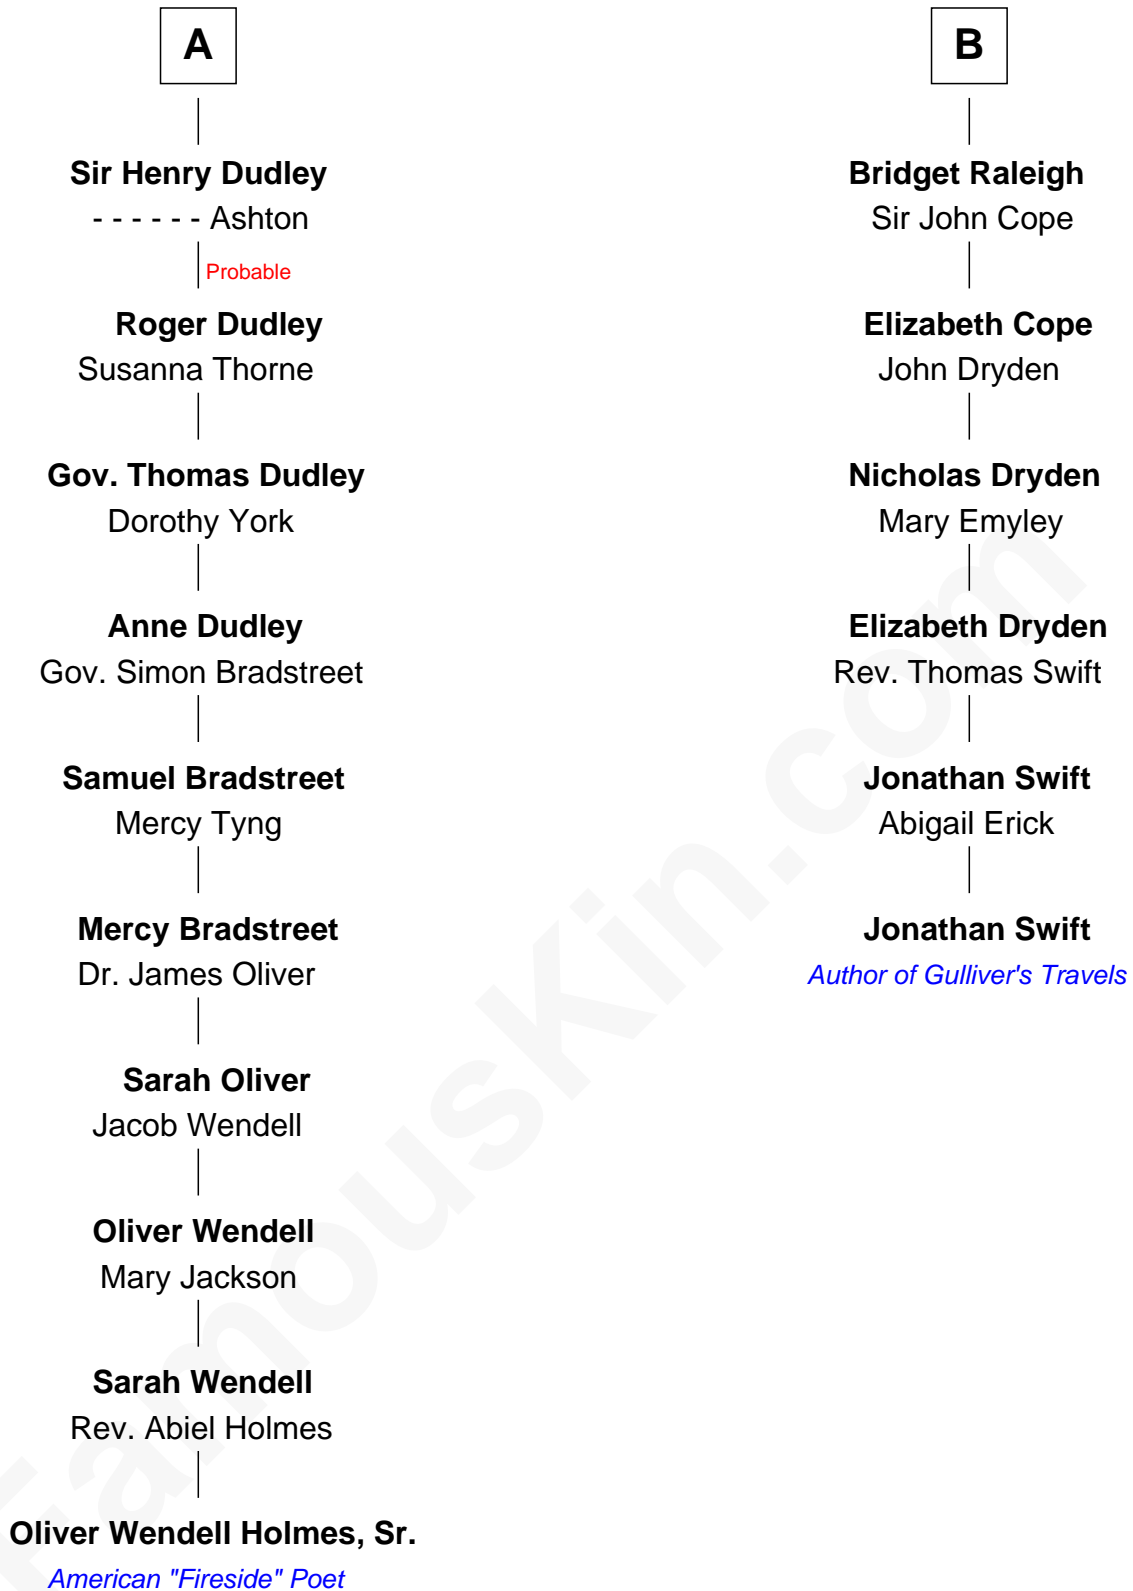 A
Sir Henry Dudley
- - - - - - Ashton
Probable
Roger Dudley
Susanna Thorne
Gov. Thomas Dudley
Dorothy York
Anne Dudley
Gov. Simon Bradstreet
Samuel Bradstreet
Mercy Tyng
Mercy Bradstreet
Dr. James Oliver
Sarah Oliver
Jacob Wendell
Oliver Wendell
Mary Jackson
Sarah Wendell
Rev. Abiel Holmes
Oliver Wendell Holmes, Sr.
American "Fireside" Poet
B
Bridget Raleigh
Sir John Cope
Elizabeth Cope
John Dryden
Nicholas Dryden
Mary Emyley
Elizabeth Dryden
Rev. Thomas Swift
Jonathan Swift
Abigail Erick
Jonathan Swift
Author of Gulliver's Travels
FamousKin.com